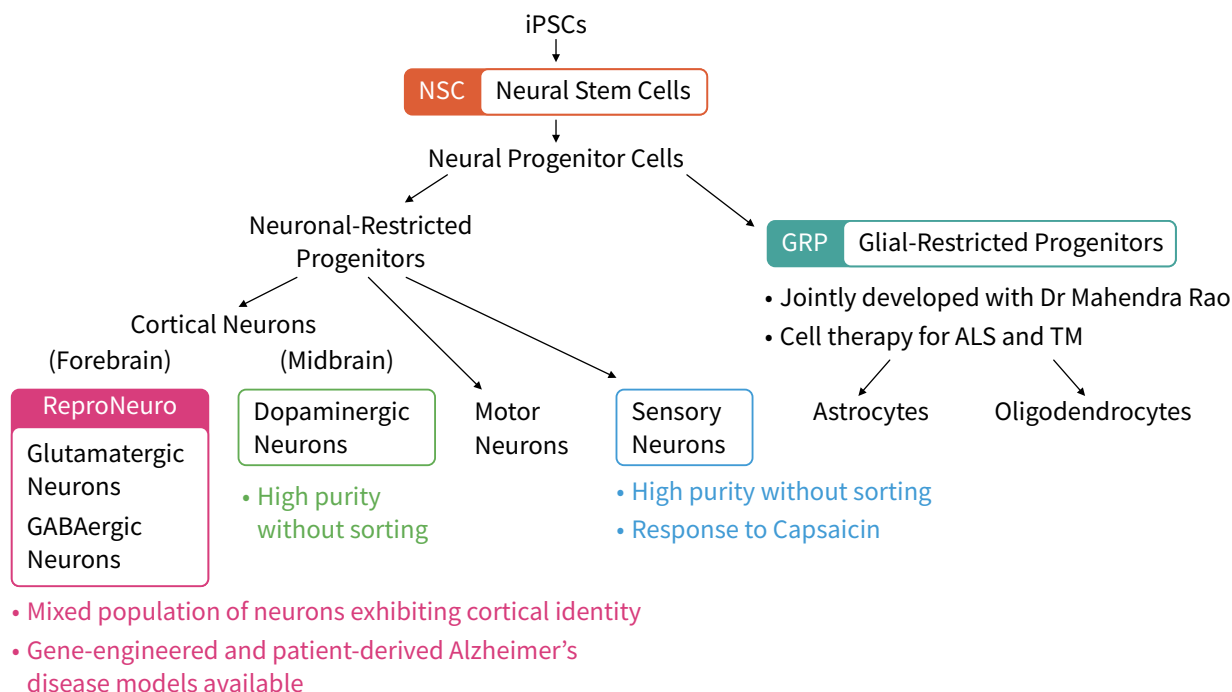 iPSCs
NSC Neural Stem Cells
Neural Progenitor Cells
Neuronal-Restricted
Progenitors
GRP Glial-Restricted Progenitors
• Jointly developed with Dr Mahendra Rao
• Cell therapy for ALS and TM
Cortical Neurons
(Forebrain)
(Midbrain)
ReproNeuro
Glutamatergic
Neurons
GABAergic
Neurons
Dopaminergic
Neurons
• High purity
without sorting
Motor
Neurons
Sensory
Neurons
• High purity without sorting
• Response to Capsaicin
Astrocytes
Oligodendrocytes
• Mixed population of neurons exhibiting cortical identity
• Gene-engineered and patient-derived Alzheimer’s
disease models available